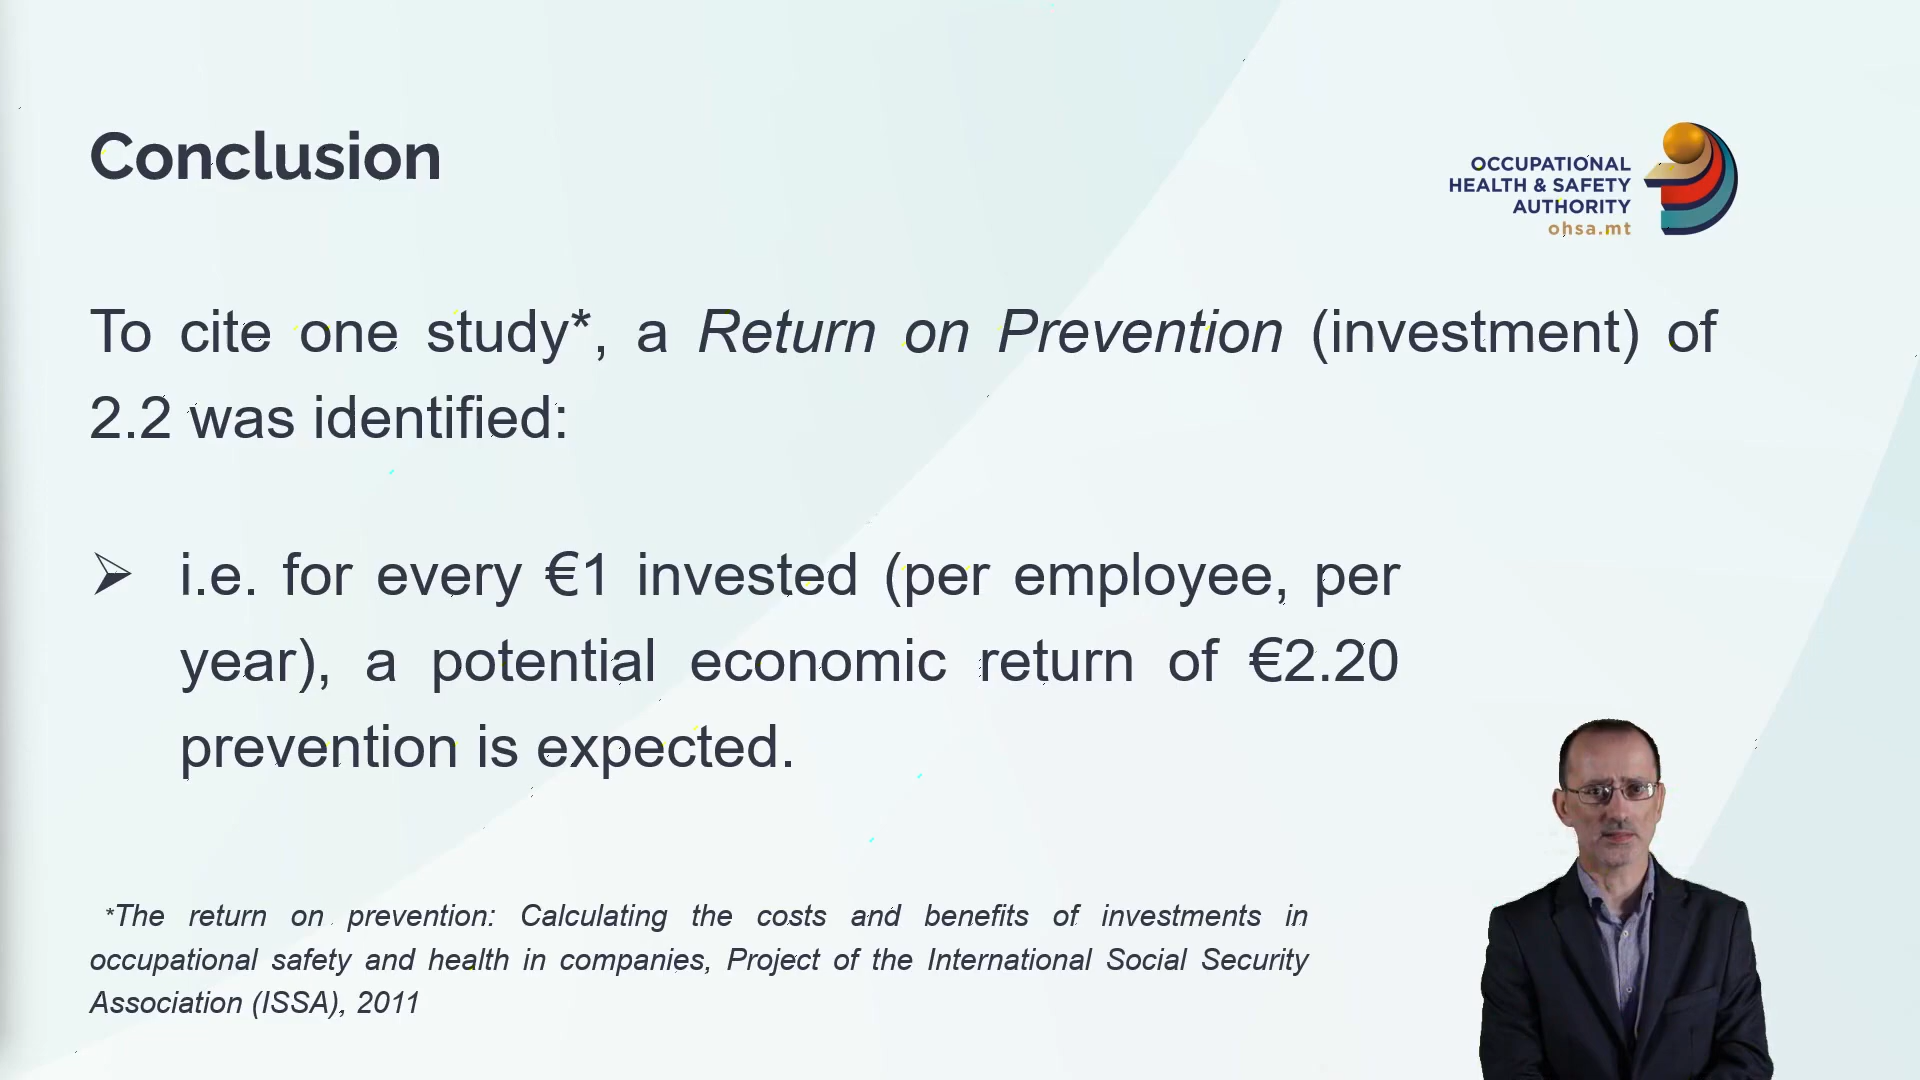 Conclusion
OCCUPATIONAL
HEALTH & SAFETY
AUTHORITY
ohsa.mt
To cite one study*, a Return on Prevention (investment) of
2.2 was identified:
➢ i.e. for every €1 invested (per employee, per
year), a potential economic return of €2.20
prevention is expected.
*The return on prevention: Calculating the costs and benefits of investments in
occupational safety and health in companies, Project of the International Social Security
Association (ISSA), 2011